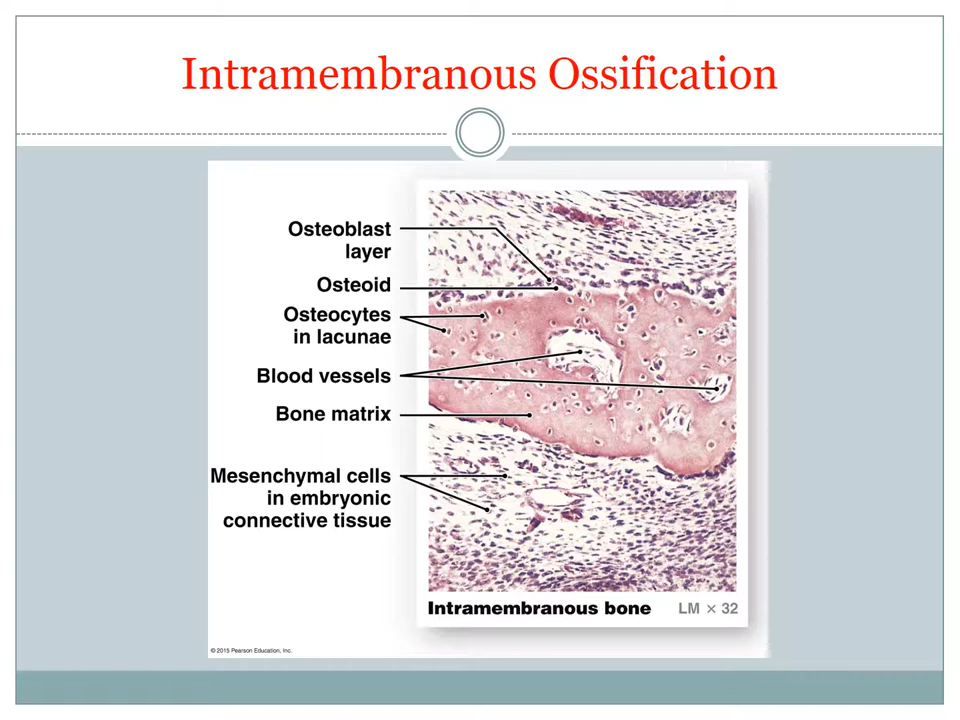 Intramembranous Ossification
Osteoblast
layer
Osteoid
Osteocytes
in lacunae
Blood vessels
Bone matrix
Mesenchymal cells
in embryonic
connective tissue
Intramembranous bone LM × 32
© 2015 Pearson Education, Inc.